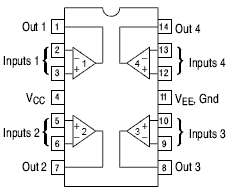 Out 1 1 14 Out 4
Inputs 1 2 − + 1 4 − + 13 Inputs 4
3 12
VCC 4 11 VEE, Gnd
Inputs 2 5 + − 2 3 + − 10 Inputs 3
6 9
Out 2 7 8 Out 3